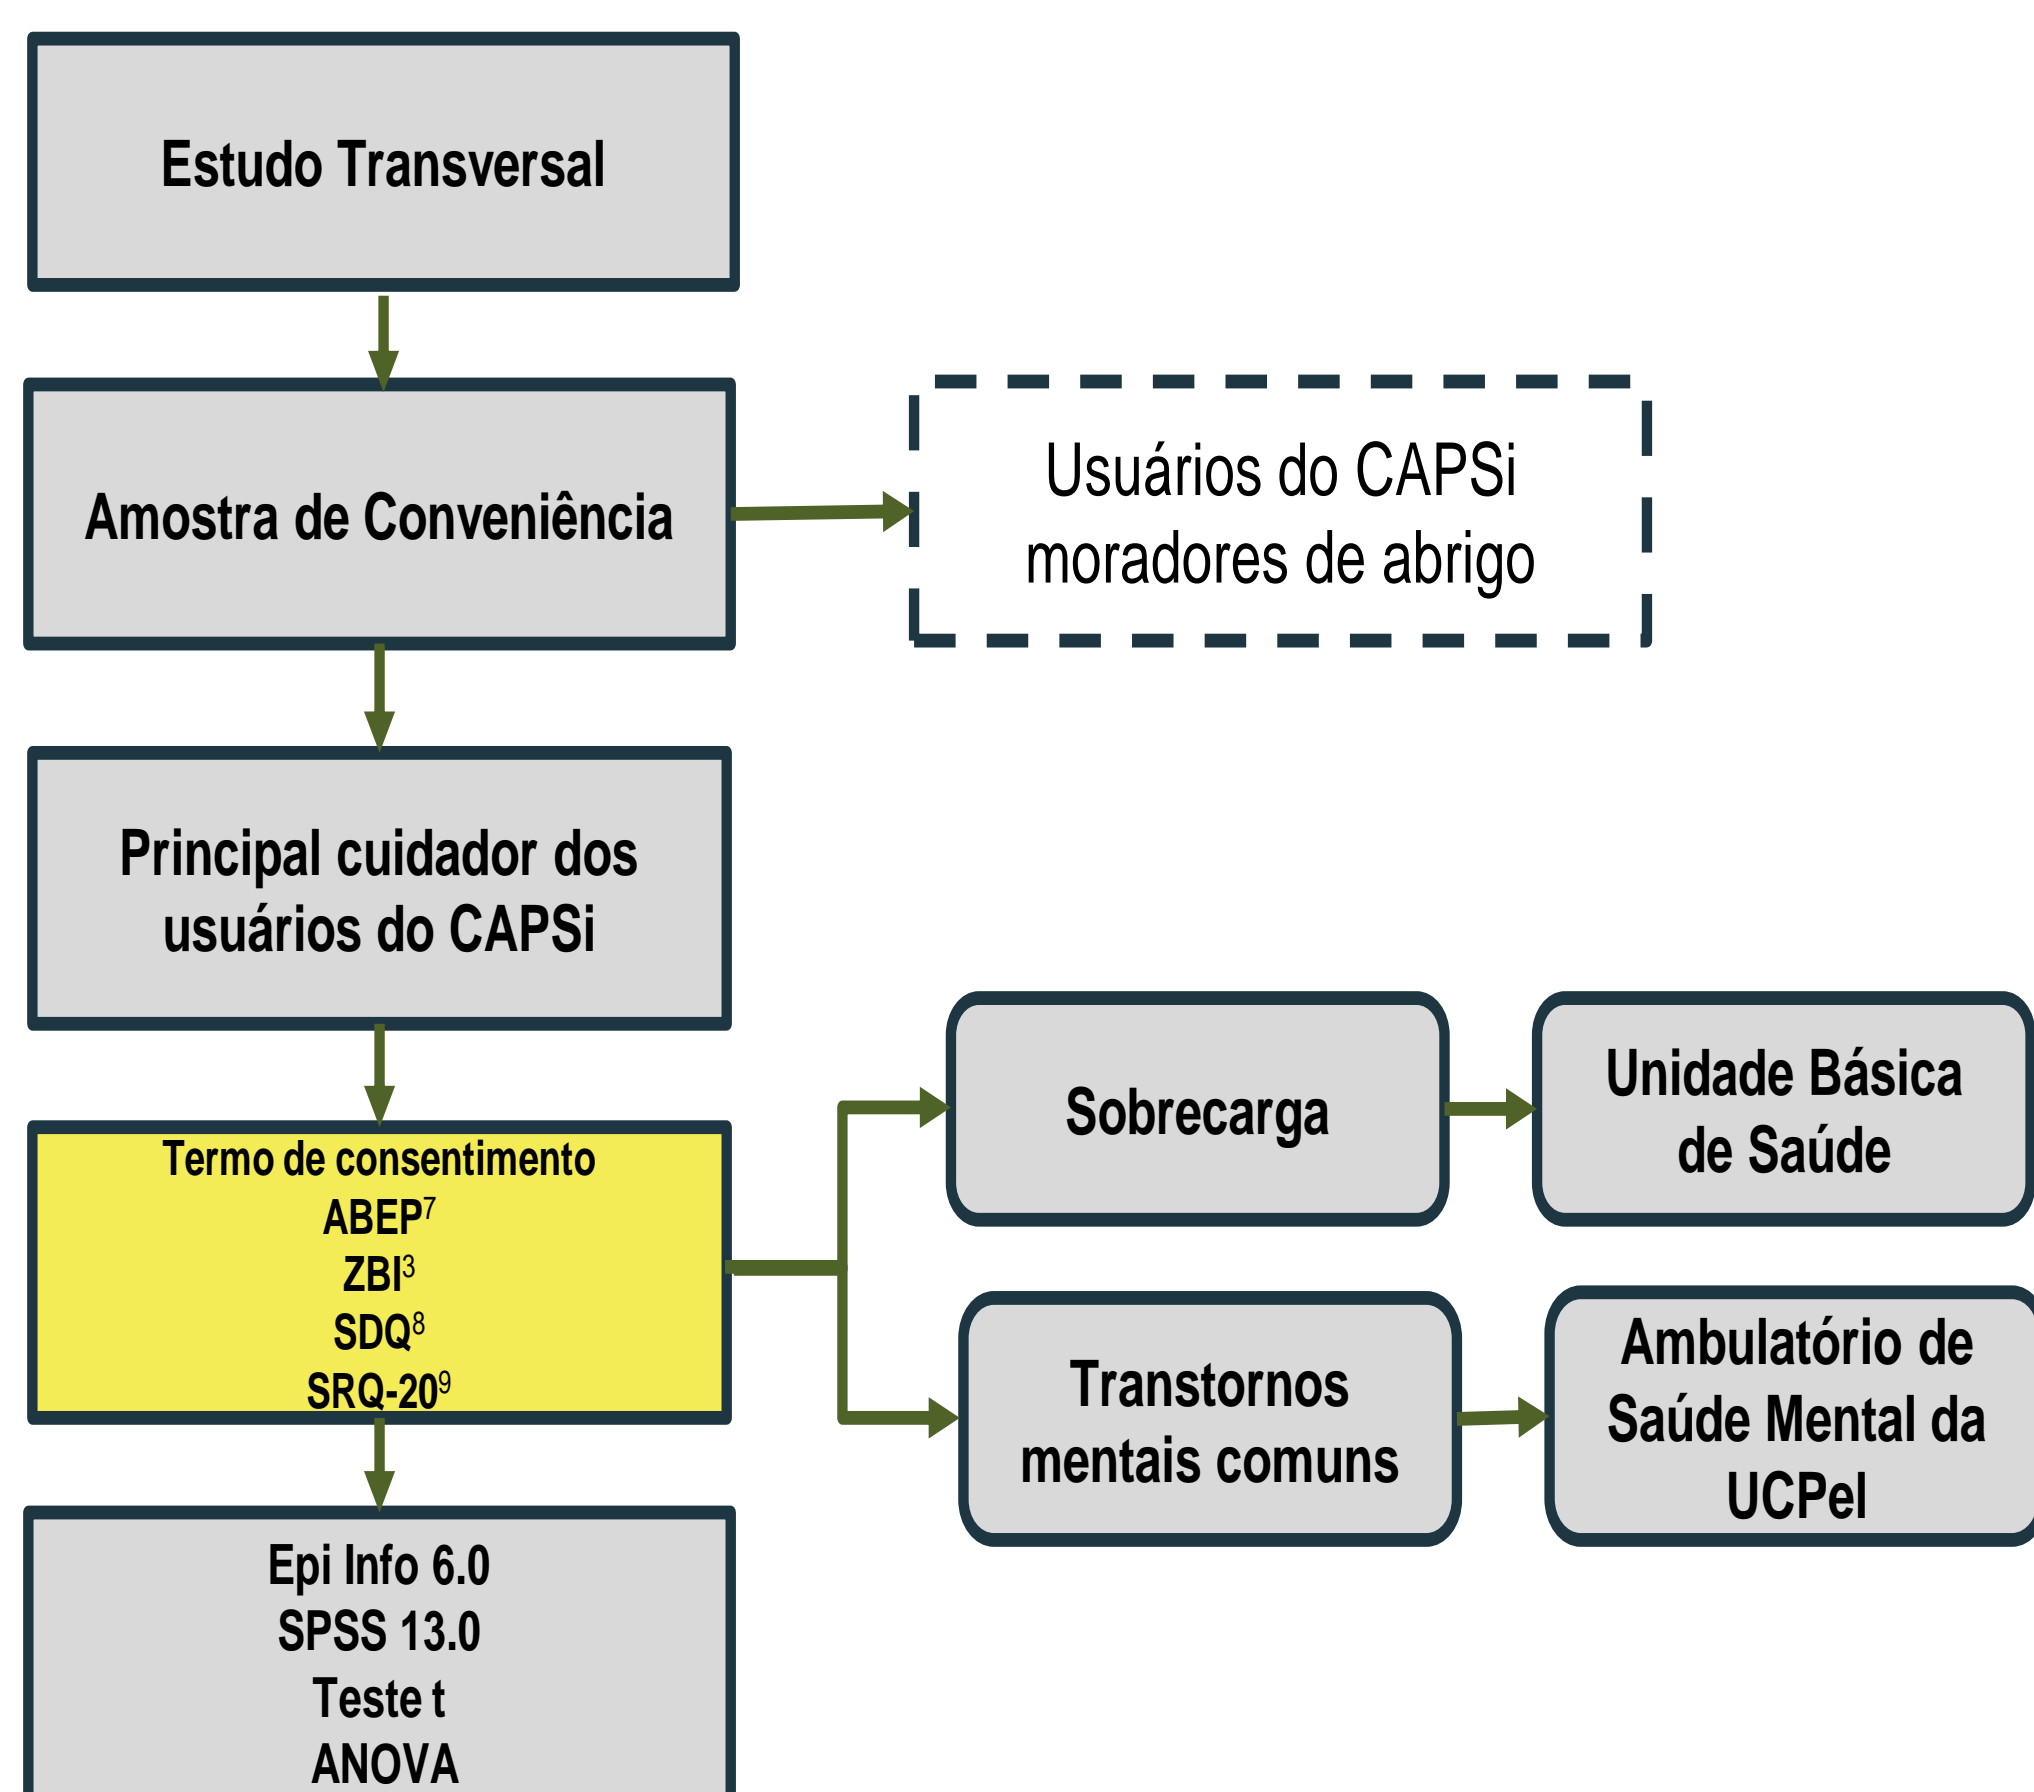 Estudo Transversal
Amostra de Conveniência
Usuários do CAPSi
moradores de abrigo
Principal cuidador dos
usuários do CAPSi
Termo de consentimento
ABEP⁷
ZBI³
SDQ⁸
SRQ-20⁹
Sobrecarga
Unidade Básica
de Saúde
Transtornos
mentais comuns
Ambulatório de
Saúde Mental da
UCPel
Epi Info 6.0
SPSS 13.0
Teste t
ANOVA